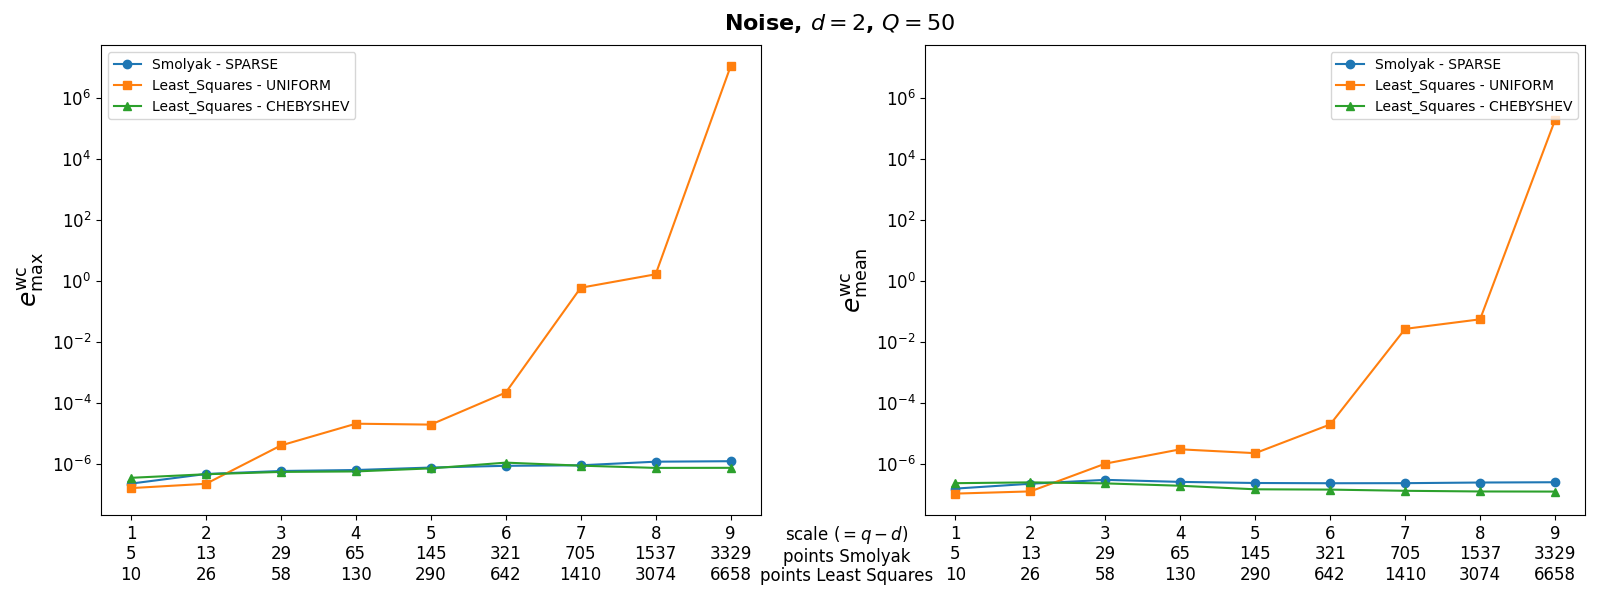 Noise, d = 2, Q = 50
Smolyak - SPARSE
Least_Squares - UNIFORM
Least_Squares - CHEBYSHEV
10^6
10^4
10^2
10^0
10^−2
10^−4
10^−6
e^wc_max
1 2 3 4 5 6 7 8 9
5 13 29 65 145 321 705 1537 3329
10 26 58 130 290 642 1410 3074 6658
scale (= q − d)
points Smolyak
points Least Squares
Smolyak - SPARSE
Least_Squares - UNIFORM
Least_Squares - CHEBYSHEV
10^6
10^4
10^2
10^0
10^−2
10^−4
10^−6
e^wc_mean
1 2 3 4 5 6 7 8 9
5 13 29 65 145 321 705 1537 3329
10 26 58 130 290 642 1410 3074 6658